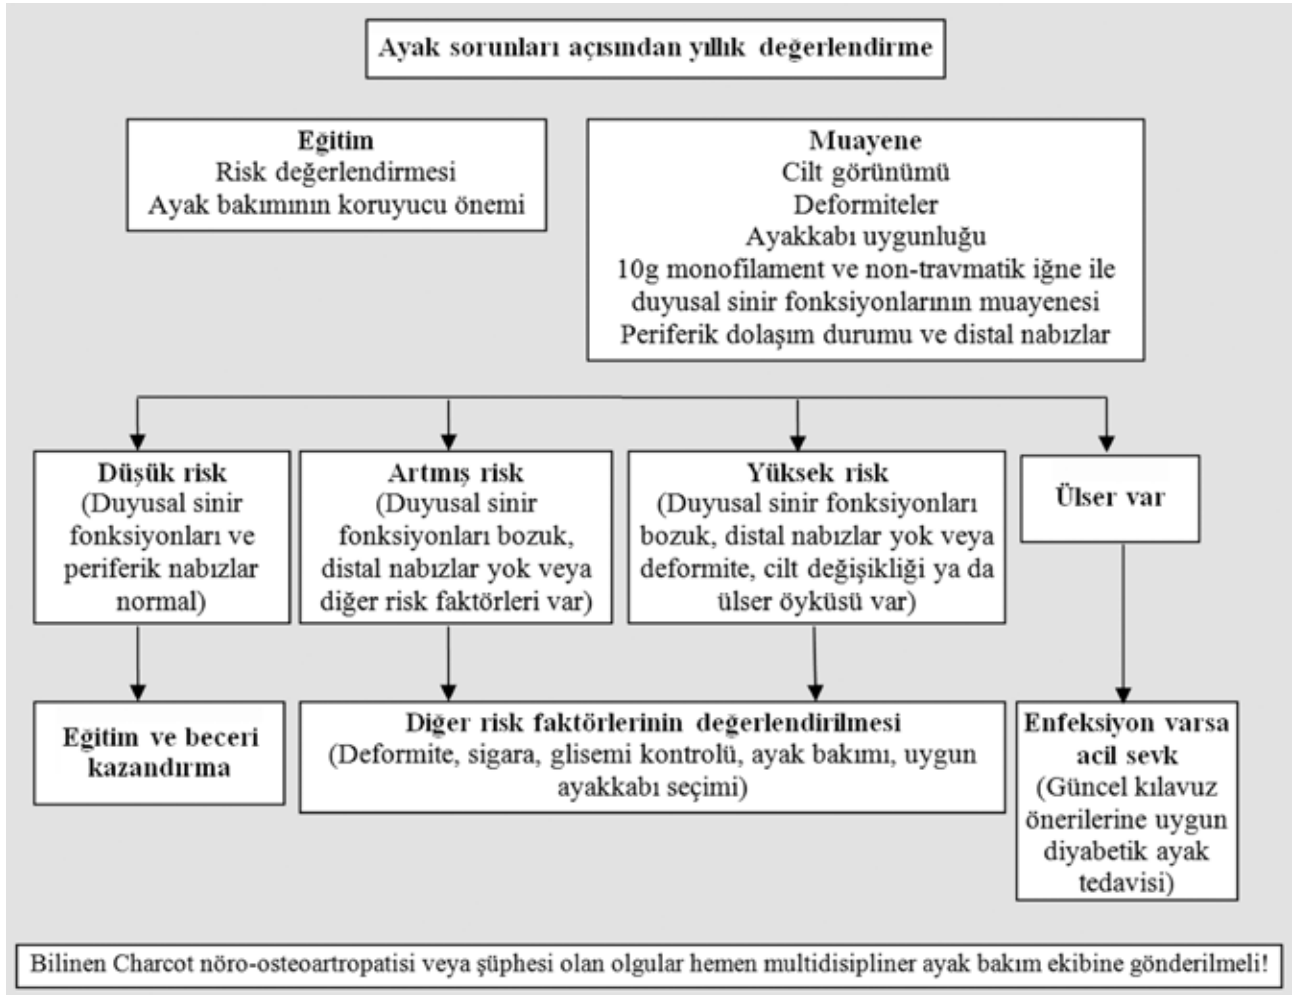 Ayak sorunları açısından yıllık değerlendirme
Eğitim
Risk değerlendirmesi
Ayak bakımının koruyucu önemi
Muayene
Cilt görünümü
Deformiteler
Ayakkabı uygunluğu
10g monofilament ve non-travmatik iğne ile
duyusal sinir fonksiyonlarının muayenesi
Periferik dolaşım durumu ve distal nabızlar
Düşük risk
(Duyusal sinir
fonksiyonları ve
periferik nabızlar
normal)
Artmış risk
(Duyusal sinir
fonksiyonları bozuk,
distal nabızlar yok veya
diğer risk faktörleri var)
Yüksek risk
(Duyusal sinir fonksiyonları
bozuk, distal nabızlar yok veya
deformite, cilt değişikliği ya da
ülser öyküsü var)
Ülser var
Eğitim ve beceri
kazandırma
Diğer risk faktörlerinin değerlendirilmesi
(Deformite, sigara, glisemi kontrolü, ayak bakımı, uygun
ayakkabı seçimi)
Enfeksiyon varsa
acil sevk
(Güncel kılavuz
önerilerine uygun
diyabetik ayak
tedavisi)
Bilinen Charcot nöro-osteoartropatisi veya şüphesi olan olgular hemen multidisipliner ayak bakım ekibine gönderilmeli!